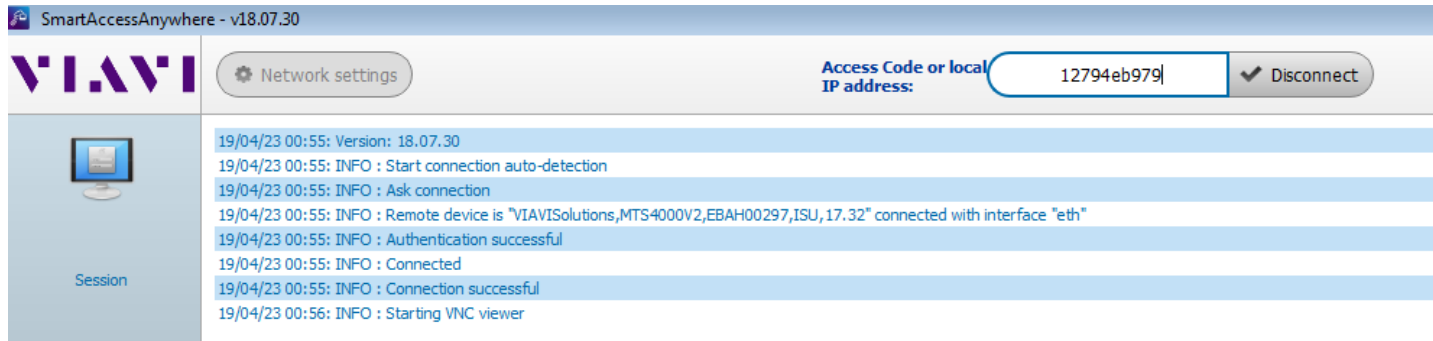 SmartAccessAnywhere - v18.07.30
VIAVI
Network settings
Access Code or local
IP address:
12794eb979
Disconnect
19/04/23 00:55: Version: 18.07.30
19/04/23 00:55: INFO : Start connection auto-detection
19/04/23 00:55: INFO : Ask connection
19/04/23 00:55: INFO : Remote device is "VIAVISolutions,MTS4000V2,EBAH00297,ISU,17.32" connected with interface "eth"
19/04/23 00:55: INFO : Authentication successful
19/04/23 00:55: INFO : Connected
Session
19/04/23 00:55: INFO : Connection successful
19/04/23 00:56: INFO : Starting VNC viewer